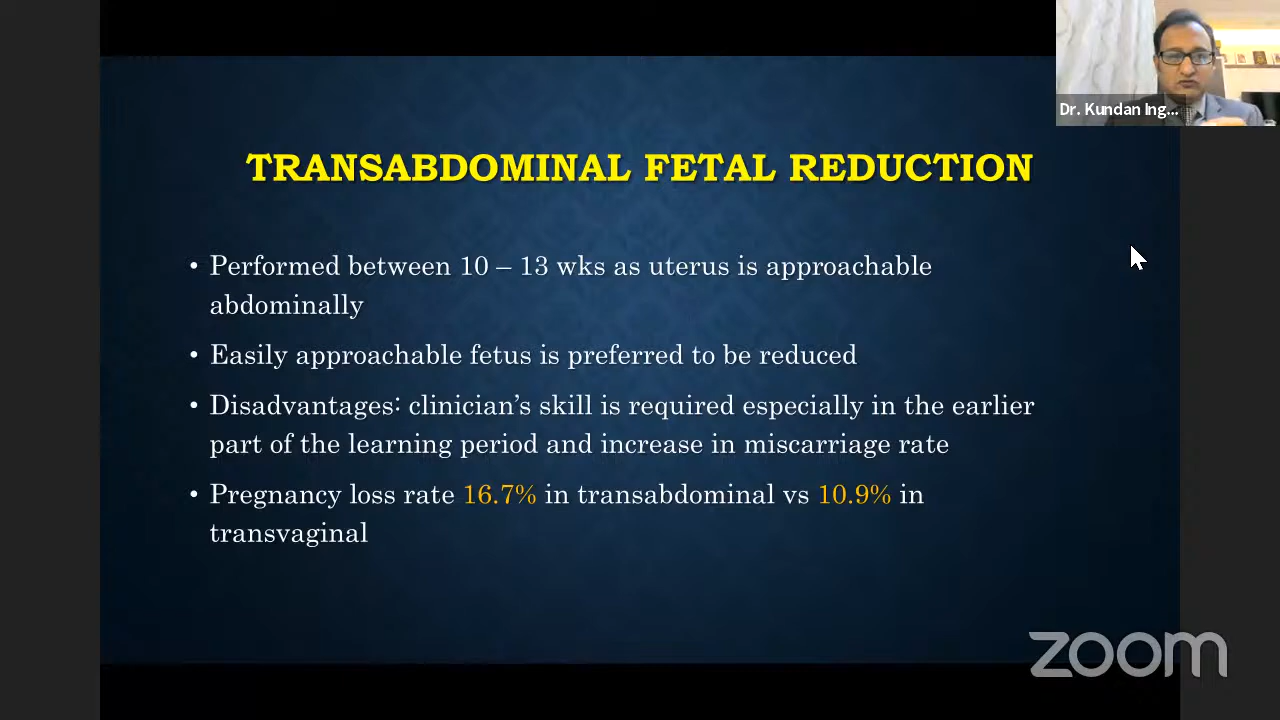 Dr. Kundan Ing...
TRANSABDOMINAL FETAL REDUCTION
• Performed between 10 – 13 wks as uterus is approachable
abdominally
• Easily approachable fetus is preferred to be reduced
• Disadvantages: clinician’s skill is required especially in the earlier
part of the learning period and increase in miscarriage rate
• Pregnancy loss rate 16.7% in transabdominal vs 10.9% in
transvaginal
zoom